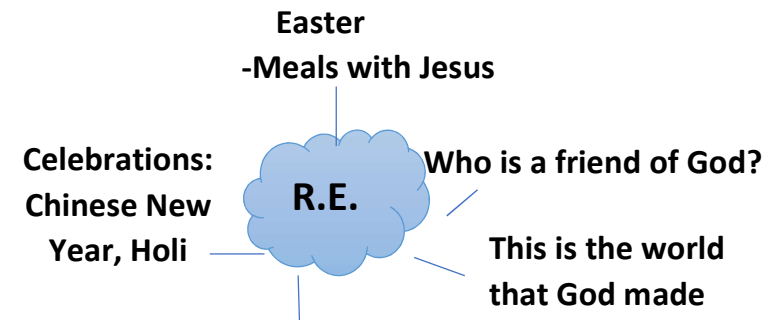 Easter
-Meals with Jesus
Celebrations:
Chinese New
Year, Holi
R.E.
Who is a friend of God?
This is the world
that God made